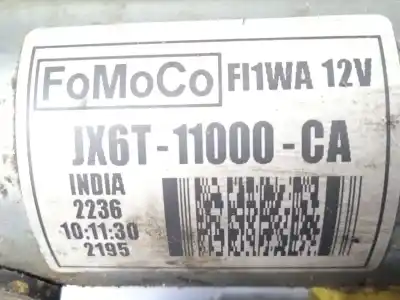 FoMoCo FI1WA 12V
JX6T-11000-CA
INDIA
2236
10:11:30
2195